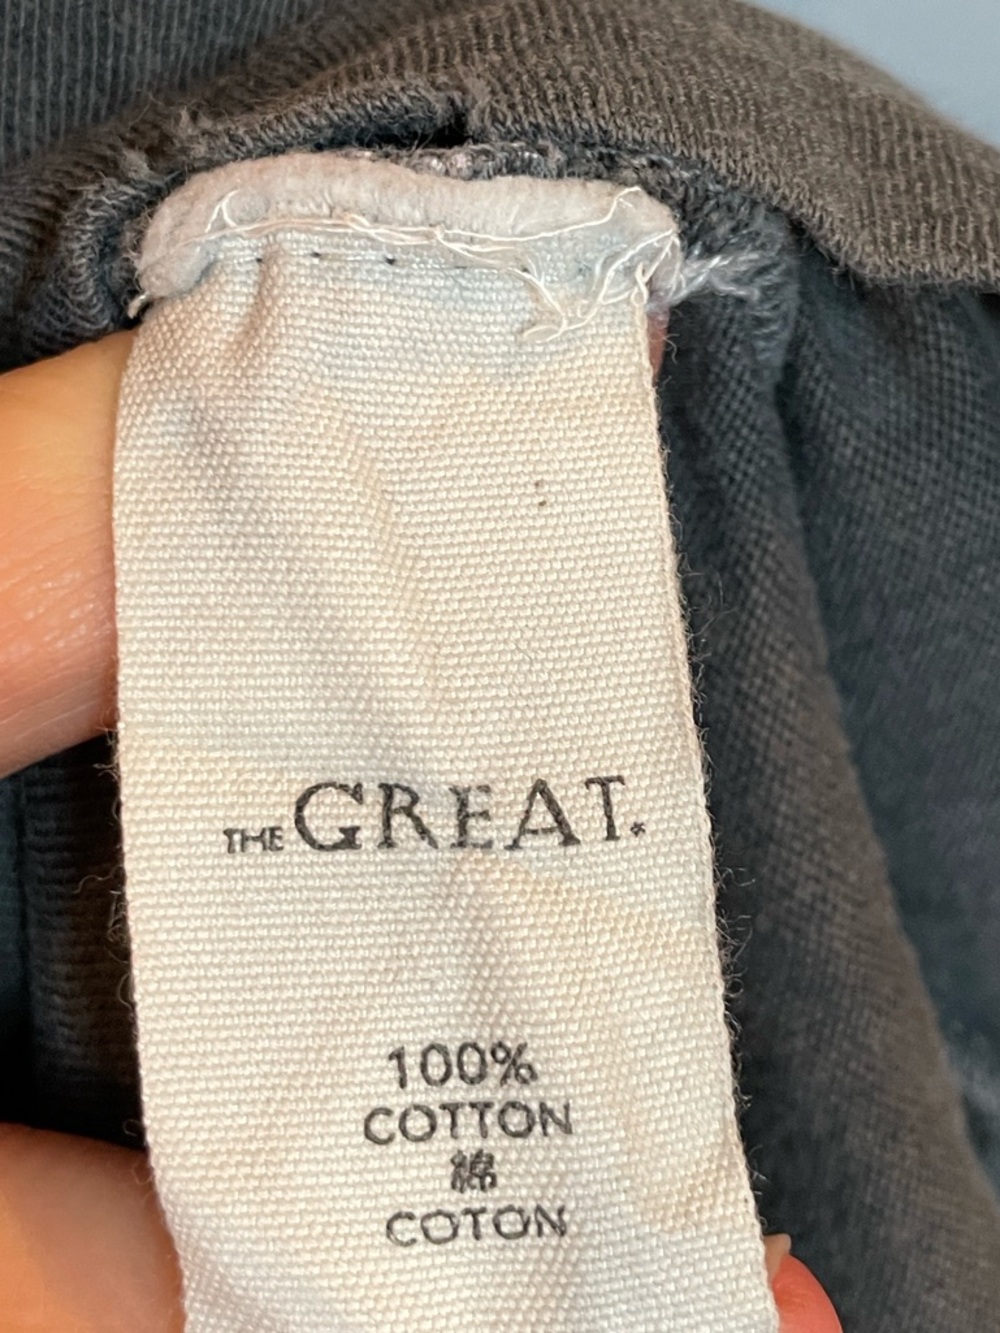 THE GREAT.
100%
COTTON
綿
COTON